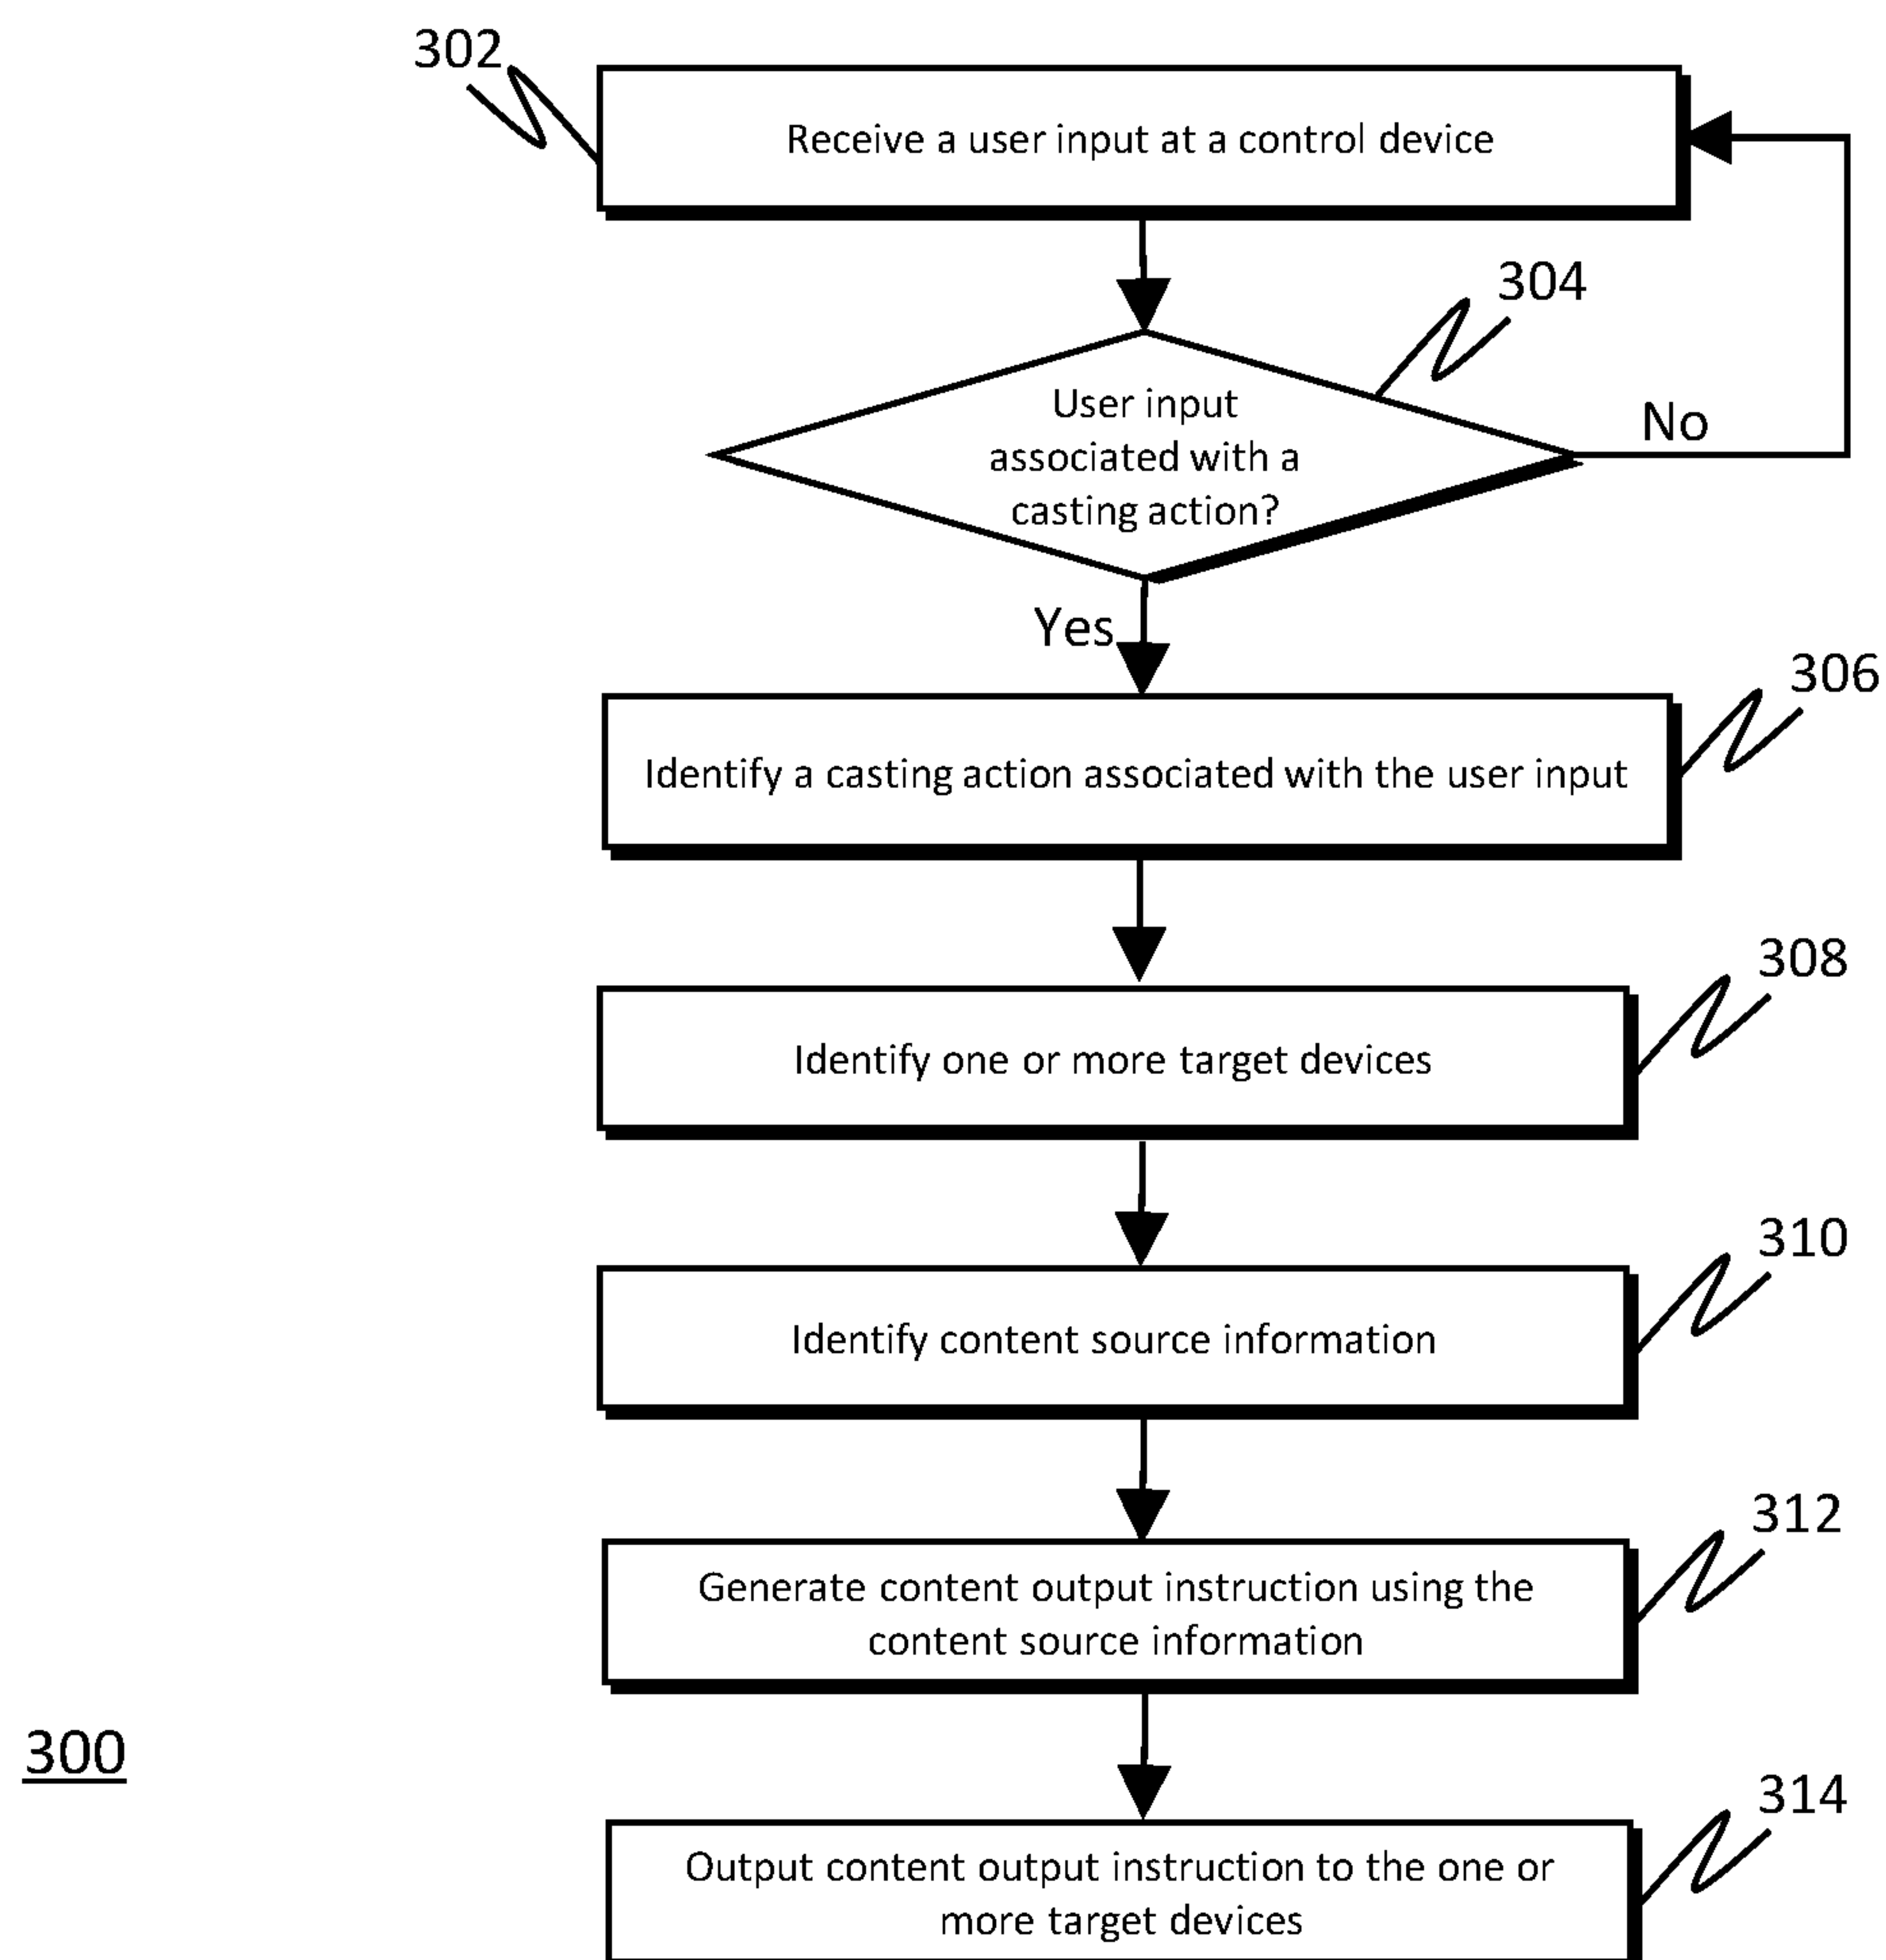 302
Receive a user input at a control device
304
User input
associated with a
casting action?
No
Yes
306
Identify a casting action associated with the user input
308
Identify one or more target devices
310
Identify content source information
312
Generate content output instruction using the
content source information
300
314
Output content output instruction to the one or
more target devices